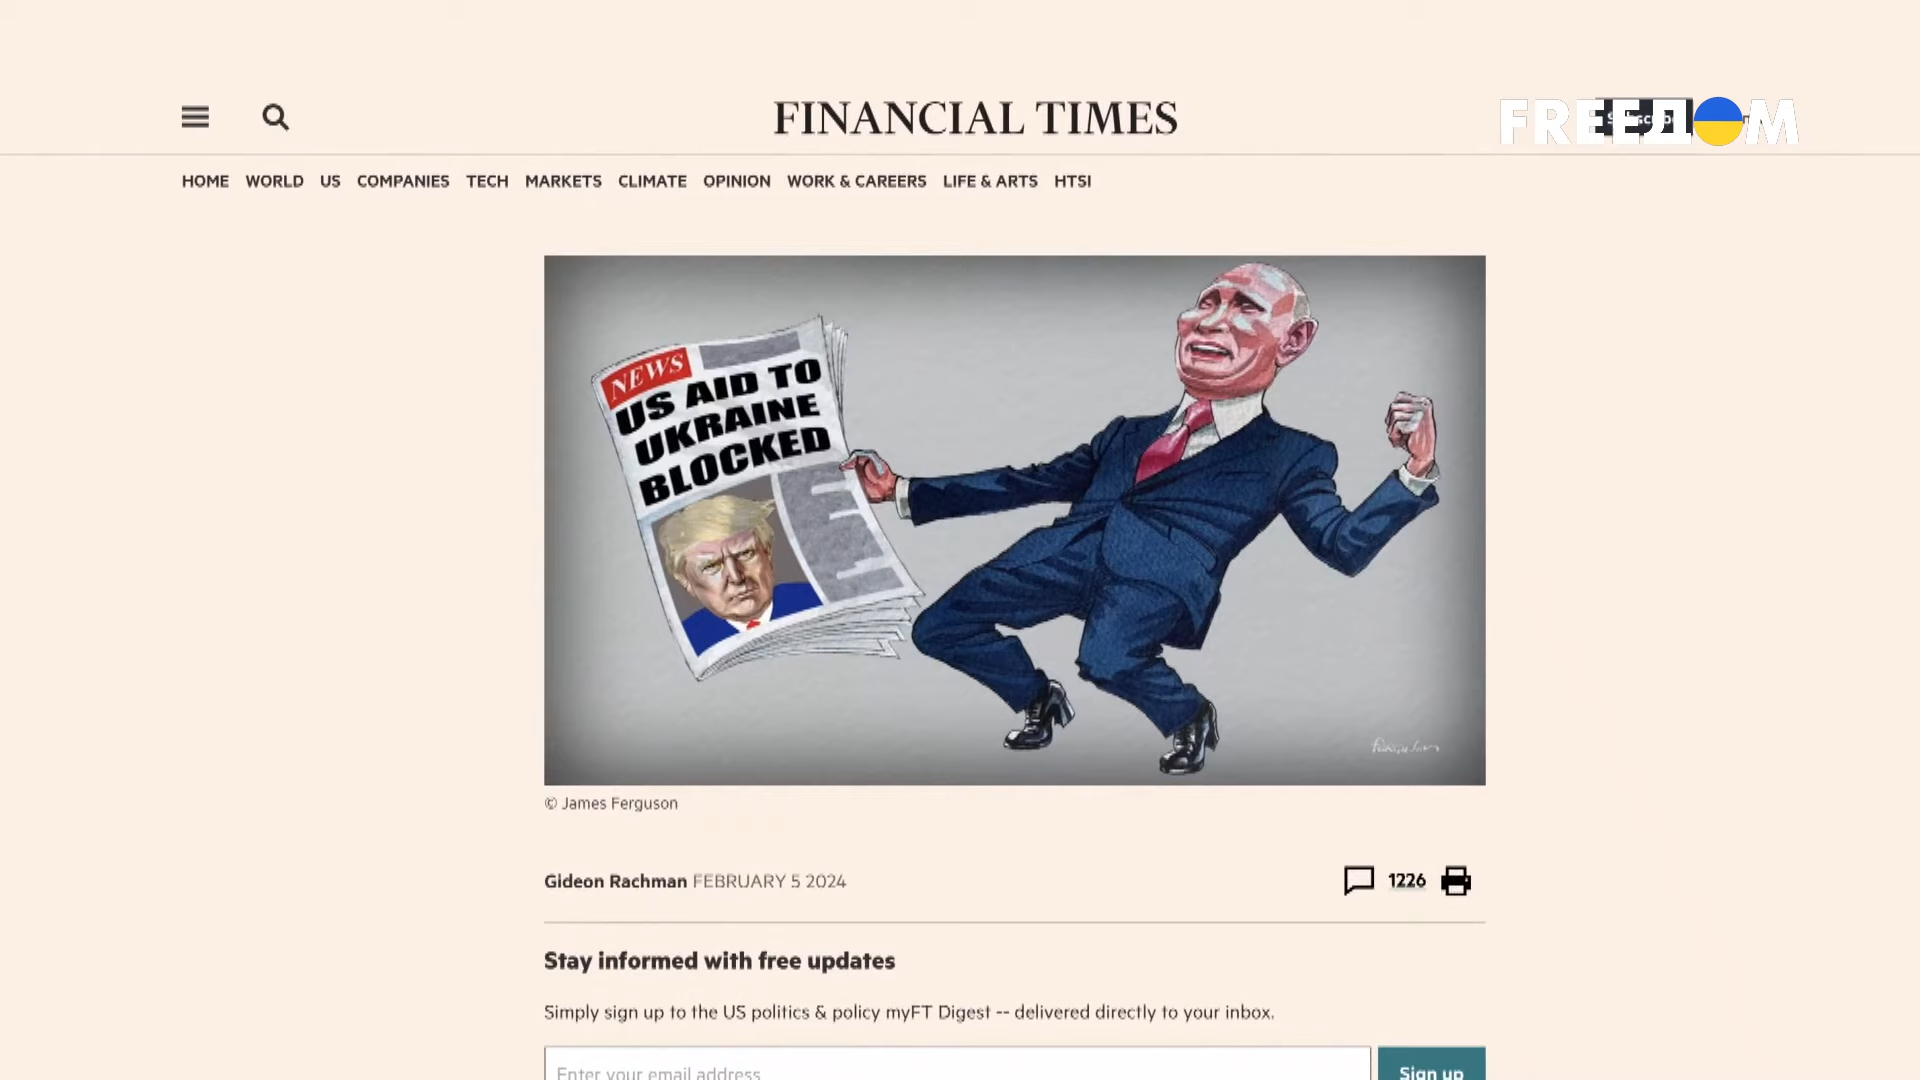 FINANCIAL TIMES
FREEДOM
HOME WORLD US COMPANIES TECH MARKETS CLIMATE OPINION WORK & CAREERS LIFE & ARTS HTSI
NEWS
US AID TO
UKRAINE
BLOCKED
© James Ferguson
Gideon Rachman FEBRUARY 5 2024
1226
Stay informed with free updates
Simply sign up to the US politics & policy myFT Digest -- delivered directly to your inbox.
Enter your email address
Sign up